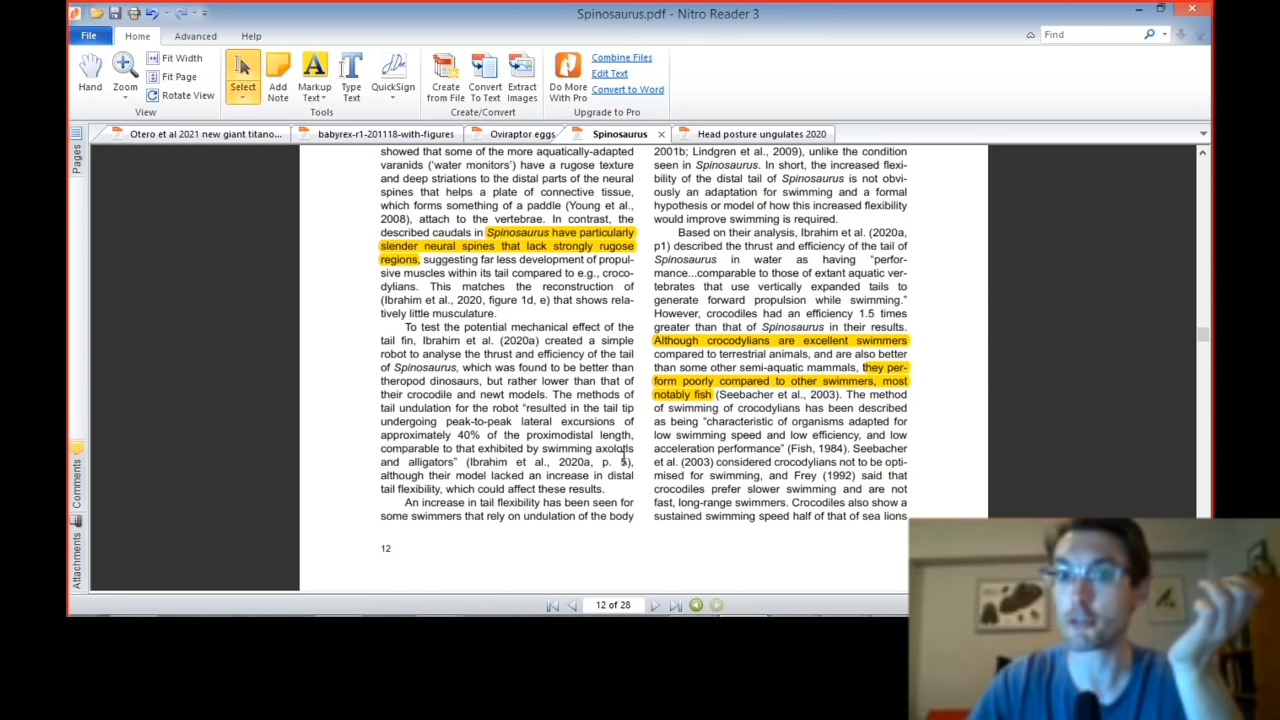 Spinosaurus.pdf - Nitro Reader 3
File
Home
Advanced
Help
Find
Hand
Zoom
Fit Width
Fit Page
Rotate View
View
Select
Add
Note
Markup
Text
Type
Text
QuickSign
Tools
Create
from File
Convert
To Text
Extract
Images
Create/Convert
Do More
With Pro
Combine Files
Edit Text
Convert to Word
Upgrade to Pro
Pages
Otero et al 2021 new giant titano...
babyrex-r1-201118-with-figures
Oviraptor eggs
Spinosaurus
Head posture ungulates 2020
showed that some of the more aquatically-adapted
varanids ('water monitors') have a rugose texture
and deep striations to the distal parts of the neural
spines that helps a plate of connective tissue,
which forms something of a paddle (Young et al.,
2008), attach to the vertebrae. In contrast, the
described caudals in Spinosaurus have particularly
slender neural spines that lack strongly rugose
regions, suggesting far less development of propul-
sive muscles within its tail compared to e.g., croco-
dylians. This matches the reconstruction of
(Ibrahim et al., 2020, figure 1d, e) that shows rela-
tively little musculature.
To test the potential mechanical effect of the
tail fin, Ibrahim et al. (2020a) created a simple
robot to analyse the thrust and efficiency of the tail
of Spinosaurus, which was found to be better than
theropod dinosaurs, but rather lower than that of
their crocodile and newt models. The methods of
tail undulation for the robot "resulted in the tail tip
undergoing peak-to-peak lateral excursions of
approximately 40% of the proximodistal length,
comparable to that exhibited by swimming axolotls
and alligators" (Ibrahim et al., 2020a, p. 5),
although their model lacked an increase in distal
tail flexibility, which could affect these results.
An increase in tail flexibility has been seen for
some swimmers that rely on undulation of the body
12
2001b; Lindgren et al., 2009), unlike the condition
seen in Spinosaurus. In short, the increased flexi-
bility of the distal tail of Spinosaurus is not obvi-
ously an adaptation for swimming and a formal
hypothesis or model of how this increased flexibility
would improve swimming is required.
Based on their analysis, Ibrahim et al. (2020a,
p1) described the thrust and efficiency of the tail of
Spinosaurus in water as having "perfor-
mance...comparable to those of extant aquatic ver-
tebrates that use vertically expanded tails to
generate forward propulsion while swimming."
However, crocodiles had an efficiency 1.5 times
greater than that of Spinosaurus in their results.
Although crocodylians are excellent swimmers
compared to terrestrial animals, and are also better
than some other semi-aquatic mammals, they per-
form poorly compared to other swimmers, most
notably fish (Seebacher et al., 2003). The method
of swimming of crocodylians has been described
as being "characteristic of organisms adapted for
low swimming speed and low efficiency, and low
acceleration performance" (Fish, 1984). Seebacher
et al. (2003) considered crocodylians not to be opti-
mised for swimming, and Frey (1992) said that
crocodiles prefer slower swimming and are not
fast, long-range swimmers. Crocodiles also show a
sustained swimming speed half of that of sea lions
Comments
Attachments
12 of 28